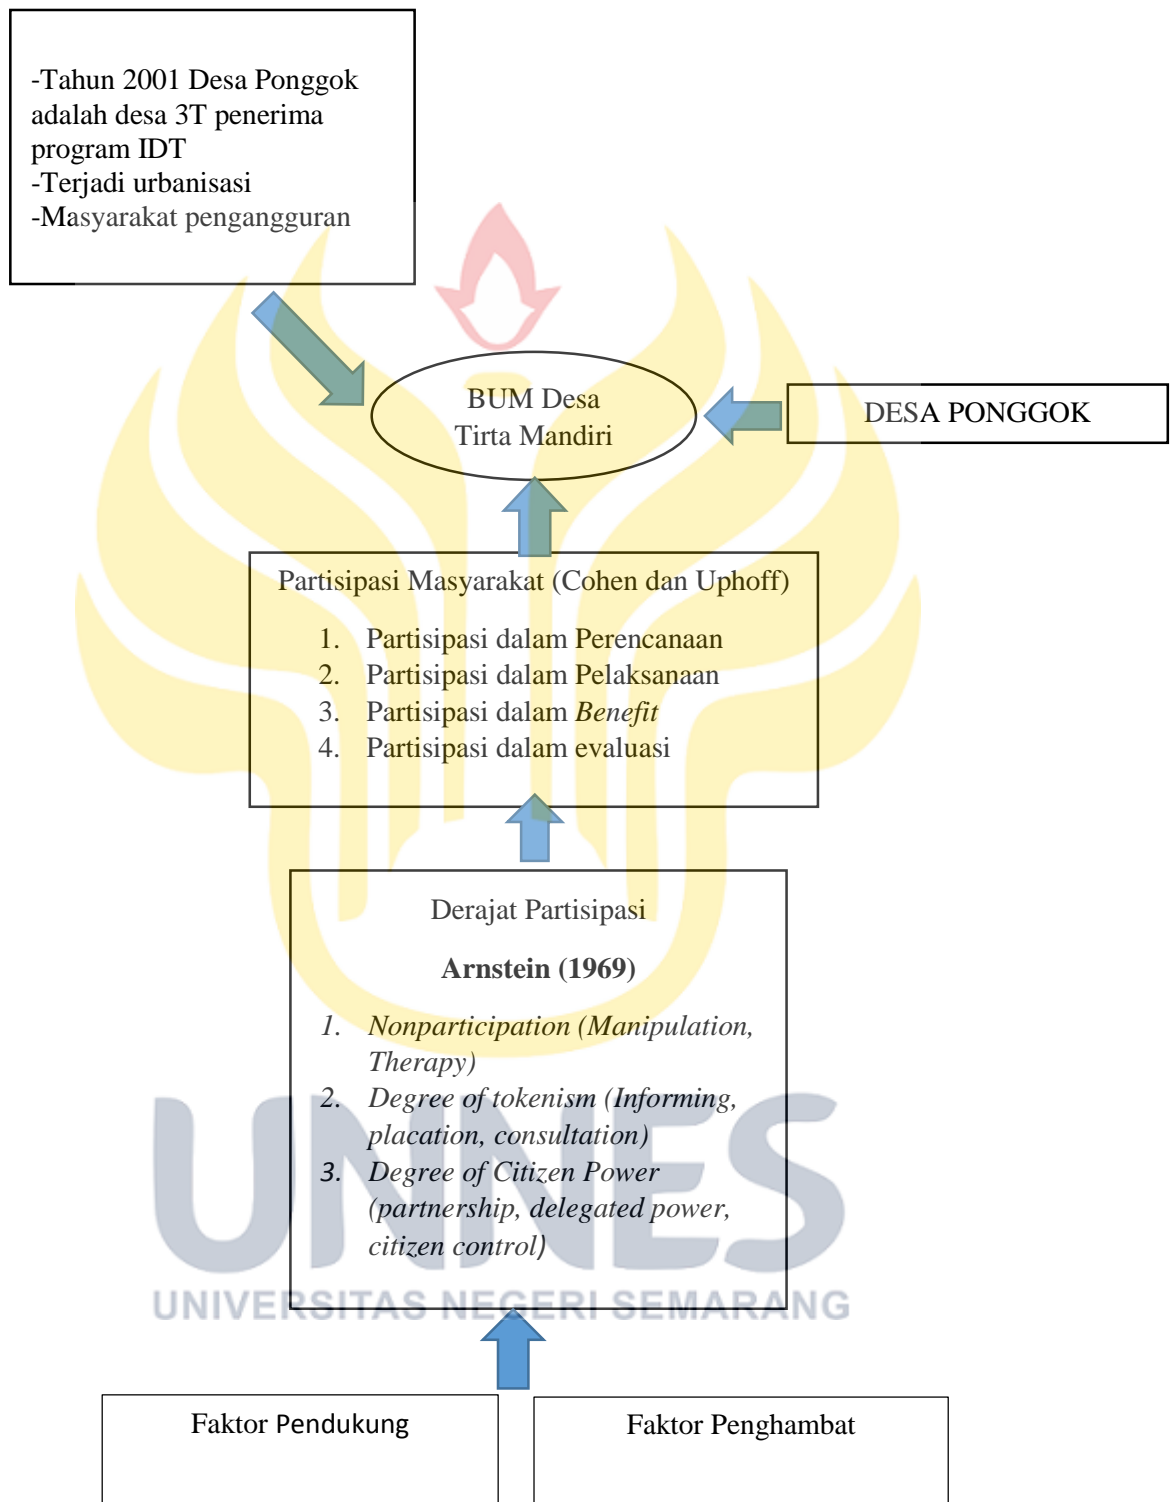 -Tahun 2001 Desa Ponggok
adalah desa 3T penerima
program IDT
-Terjadi urbanisasi
-Masyarakat pengangguran
BUM Desa
Tirta Mandiri
DESA PONGGOK
Partisipasi Masyarakat (Cohen dan Uphoff)
1. Partisipasi dalam Perencanaan
2. Partisipasi dalam Pelaksanaan
3. Partisipasi dalam Benefit
4. Partisipasi dalam evaluasi
Derajat Partisipasi
Arnstein (1969)
1. Nonparticipation (Manipulation,
Therapy)
2. Degree of tokenism (Informing,
placation, consultation)
3. Degree of Citizen Power
(partnership, delegated power,
citizen control)
UNNES
UNIVERSITAS NEGERI SEMARANG
Faktor Pendukung
Faktor Penghambat